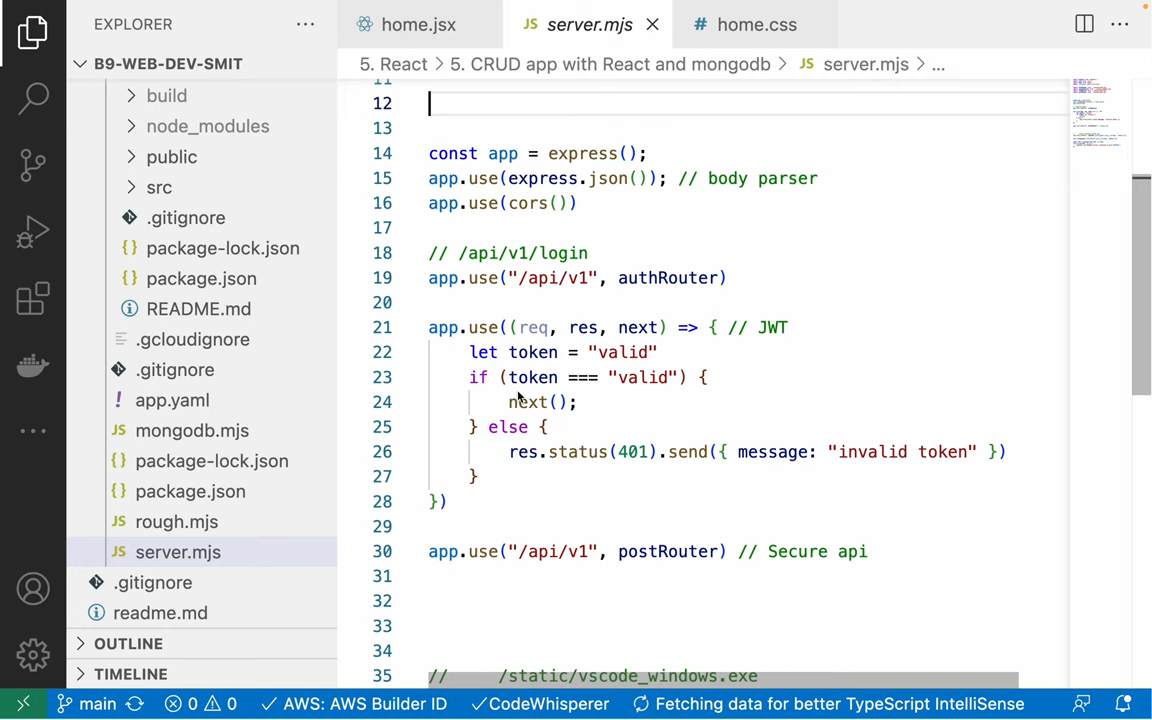 EXPLORER
home.jsx
JS server.mjs
# home.css
B9-WEB-DEV-SMIT
5. React > 5. CRUD app with React and mongodb > JS server.mjs > ...
build
node_modules
public
src
.gitignore
{} package-lock.json
{} package.json
README.md
.gcloudignore
.gitignore
! app.yaml
JS mongodb.mjs
{} package-lock.json
{} package.json
JS rough.mjs
JS server.mjs
.gitignore
readme.md
OUTLINE
TIMELINE
11
12
13
14 const app = express();
15 app.use(express.json()); // body parser
16 app.use(cors())
17
18 // /api/v1/login
19 app.use("/api/v1", authRouter)
20
21 app.use((req, res, next) => { // JWT
22 let token = "valid"
23 if (token === "valid") {
24 next();
25 } else {
26 res.status(401).send({ message: "invalid token" })
27 }
28 })
29
30 app.use("/api/v1", postRouter) // Secure api
31
32
33
34
35 // /static/vscode_windows.exe
main 0 0 AWS: AWS Builder ID CodeWhisperer Fetching data for better TypeScript IntelliSense